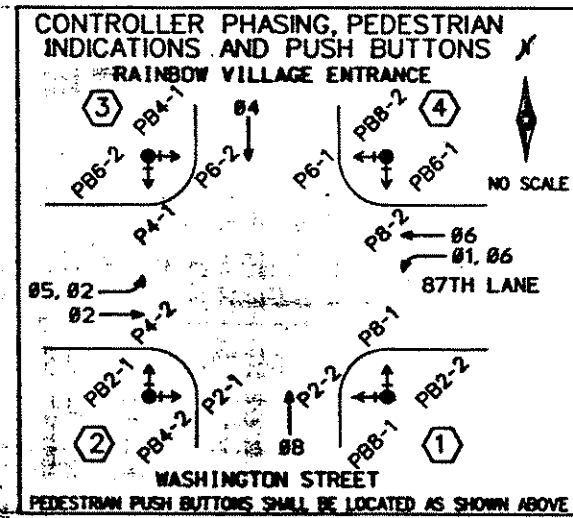 CONTROLLER PHASING, PEDESTRIAN
INDICATIONS AND PUSH BUTTONS
N
RAINBOW VILLAGE ENTRANCE
3
PB4-1
Ø4
PB8-2
4
PB6-2
P6-2
P6-1
PB6-1
NO SCALE
P4-1
P8-2
Ø6
Ø1, Ø6
Ø5, Ø2
87TH LANE
Ø2
P4-2
P8-1
PB2-1
P2-1
P2-2
PB2-2
2
PB4-2
Ø8
PB8-1
1
WASHINGTON STREET
PEDESTRIAN PUSH BUTTONS SHALL BE LOCATED AS SHOWN ABOVE